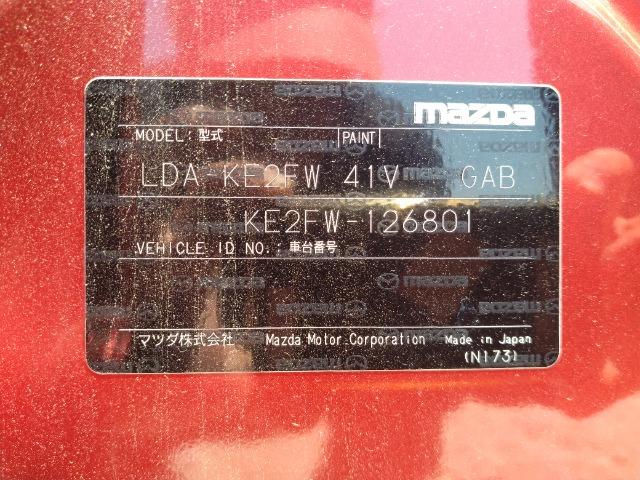 mazda
MODEL: 型式 PAINT
LDA-KE2FW 41V GAB
KE2FW-126801
VEHICLE ID NO.: 車台番号
マツダ株式会社 Mazda Motor Corporation Made in Japan
(N173)